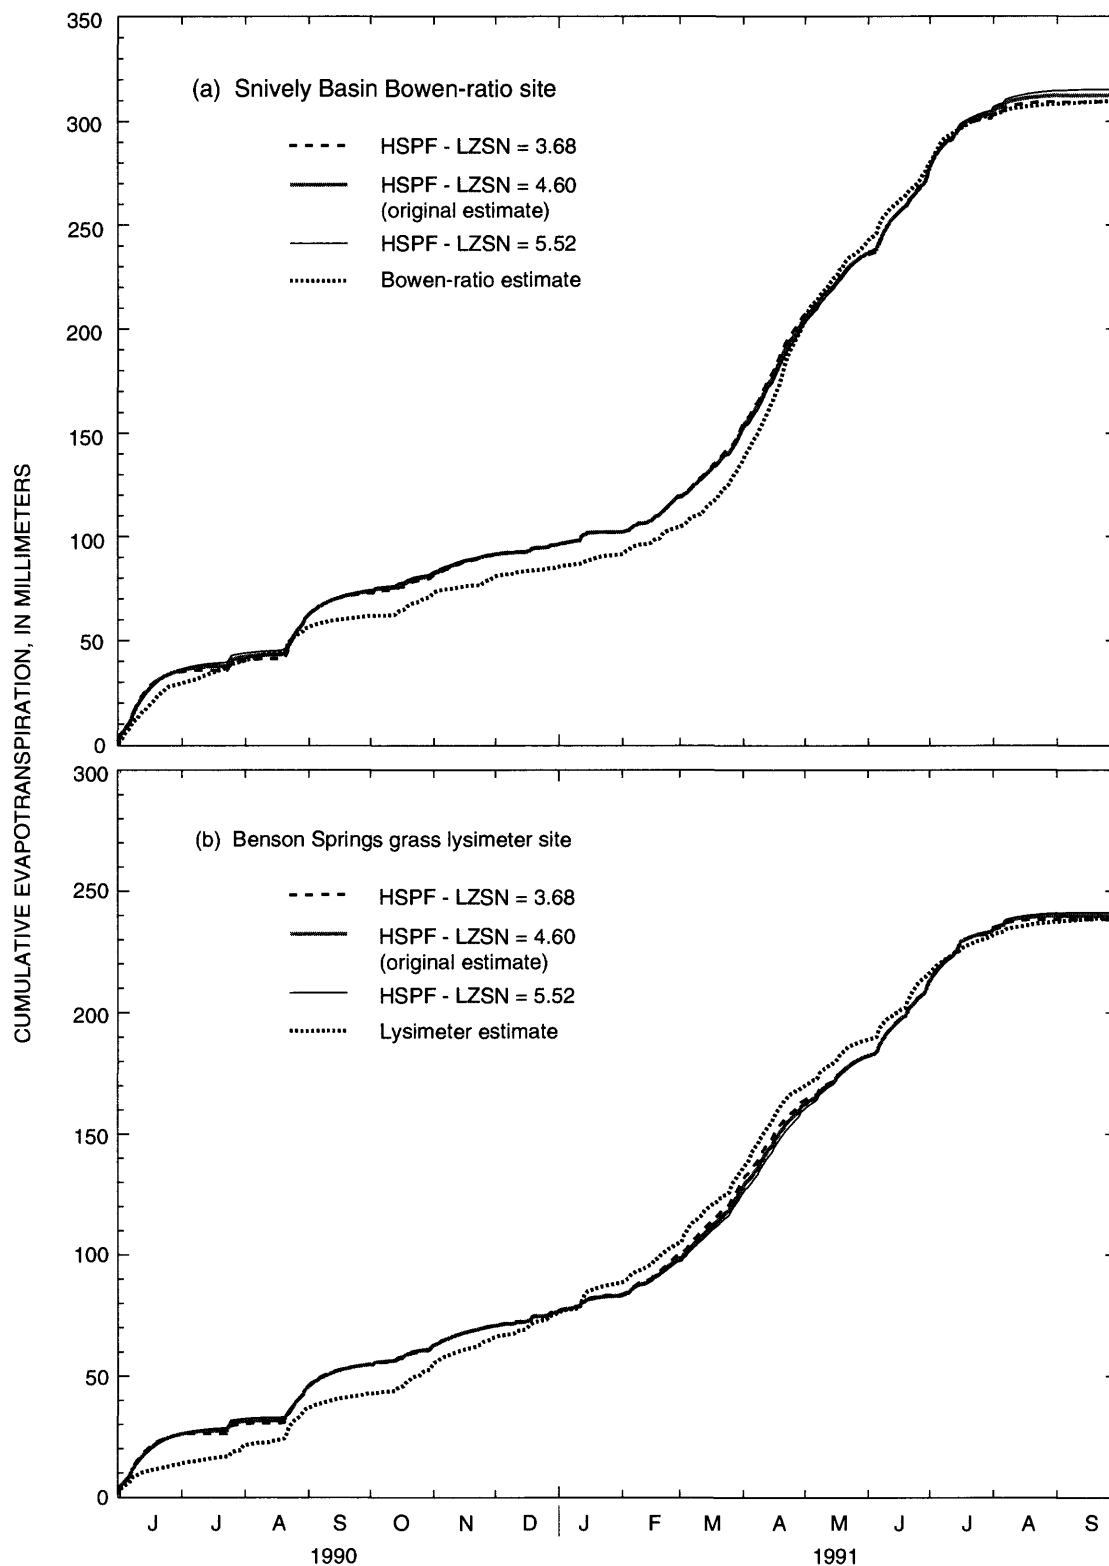 CUMULATIVE EVAPOTRANSPIRATION, IN MILLIMETERS
350
300
250
200
150
100
50
0
(a) Snively Basin Bowen-ratio site
HSPF - LZSN = 3.68
HSPF - LZSN = 4.60
(original estimate)
HSPF - LZSN = 5.52
Bowen-ratio estimate
300
250
200
150
100
50
0
(b) Benson Springs grass lysimeter site
HSPF - LZSN = 3.68
HSPF - LZSN = 4.60
(original estimate)
HSPF - LZSN = 5.52
Lysimeter estimate
J J A S O N D J F M A M J J A S
1990 1991